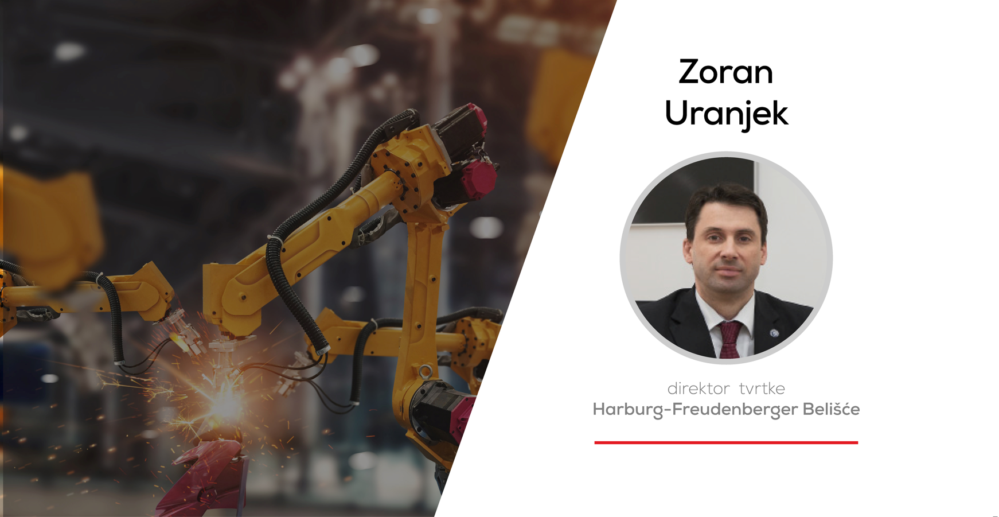 Zoran
Uranjek
direktor tvrtke
Harburg-Freudenberger Belišće